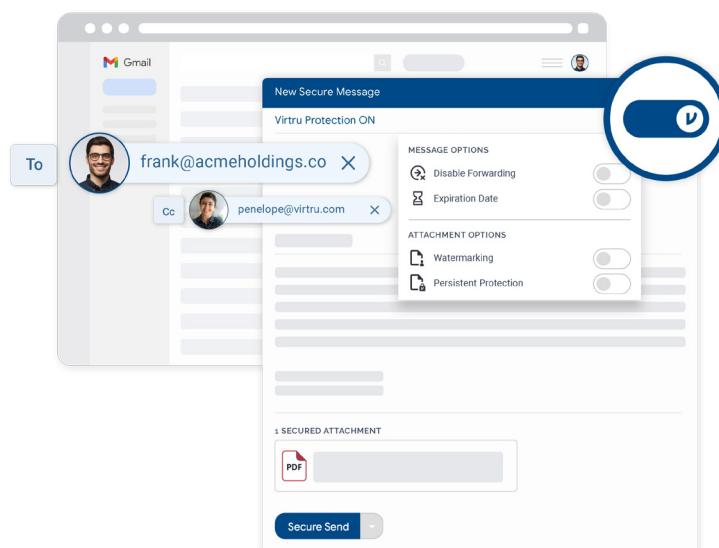 Gmail
New Secure Message
Virtru Protection ON
To
frank@acmeholdings.co
Cc
penelope@virtru.com
MESSAGE OPTIONS
Disable Forwarding
Expiration Date
ATTACHMENT OPTIONS
Watermarking
Persistent Protection
1 SECURED ATTACHMENT
PDF
Secure Send